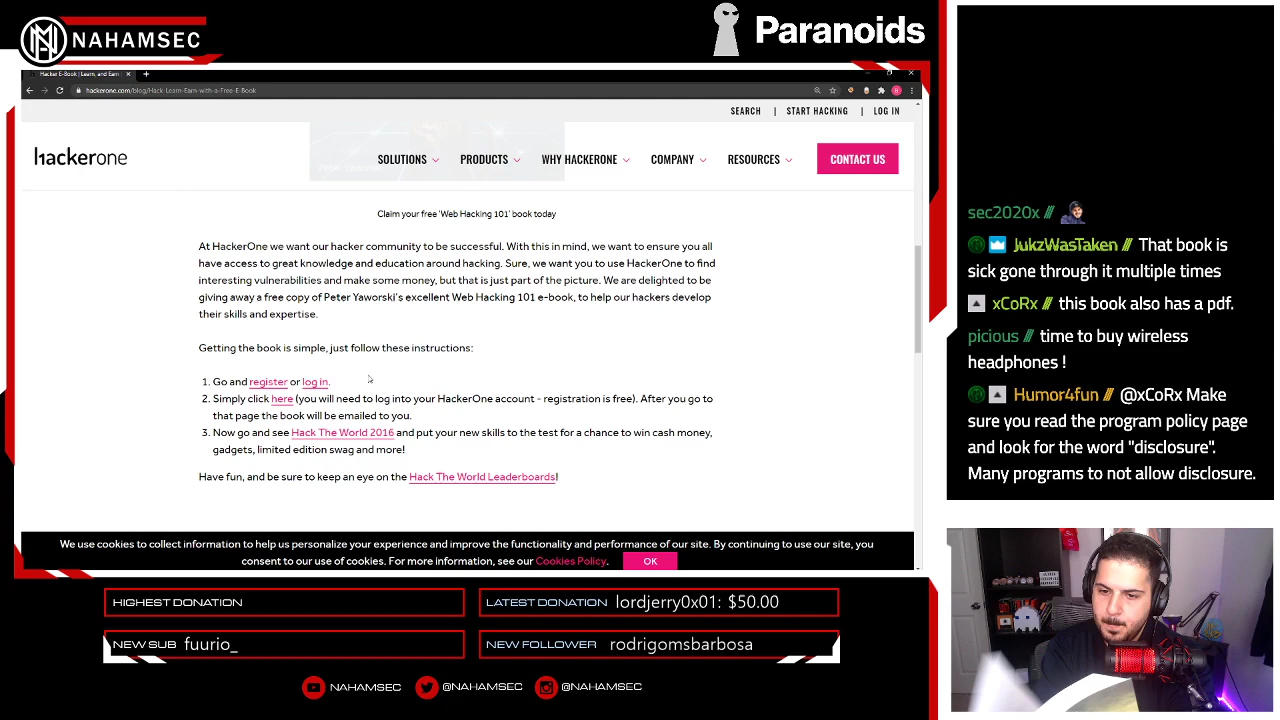 NAHAMSEC
Paranoids
Hacker E-Book | Learn, and Earn
hackerone.com/blog/Hack-Learn-Earn-with-a-Free-E-Book
SEARCH | START HACKING | LOG IN
hackerone
SOLUTIONS
PRODUCTS
WHY HACKERONE
COMPANY
RESOURCES
CONTACT US
Claim your free 'Web Hacking 101' book today
At HackerOne we want our hacker community to be successful. With this in mind, we want to ensure you all
have access to great knowledge and education around hacking. Sure, we want you to use HackerOne to find
interesting vulnerabilities and make some money, but that is just part of the picture. We are delighted to be
giving away a free copy of Peter Yaworski's excellent Web Hacking 101 e-book, to help our hackers develop
their skills and expertise.
Getting the book is simple, just follow these instructions:
1. Go and register or log in.
2. Simply click here (you will need to log into your HackerOne account - registration is free). After you go to
that page the book will be emailed to you.
3. Now go and see Hack The World 2016 and put your new skills to the test for a chance to win cash money,
gadgets, limited edition swag and more!
Have fun, and be sure to keep an eye on the Hack The World Leaderboards!
We use cookies to collect information to help us personalize your experience and improve the functionality and performance of our site. By continuing to use our site, you
consent to our use of cookies. For more information, see our Cookies Policy.
OK
sec2020x //
JukzWasTaken // That book is
sick gone through it multiple times
xCoRx // this book also has a pdf.
picious // time to buy wireless
headphones !
Humor4fun // @xCoRx Make
sure you read the program policy page
and look for the word "disclosure".
Many programs to not allow disclosure.
HIGHEST DONATION
LATEST DONATION lordjerry0x01: $50.00
NEW SUB fuurio_
NEW FOLLOWER rodrigomsbarbosa
NAHAMSEC
@NAHAMSEC
@NAHAMSEC